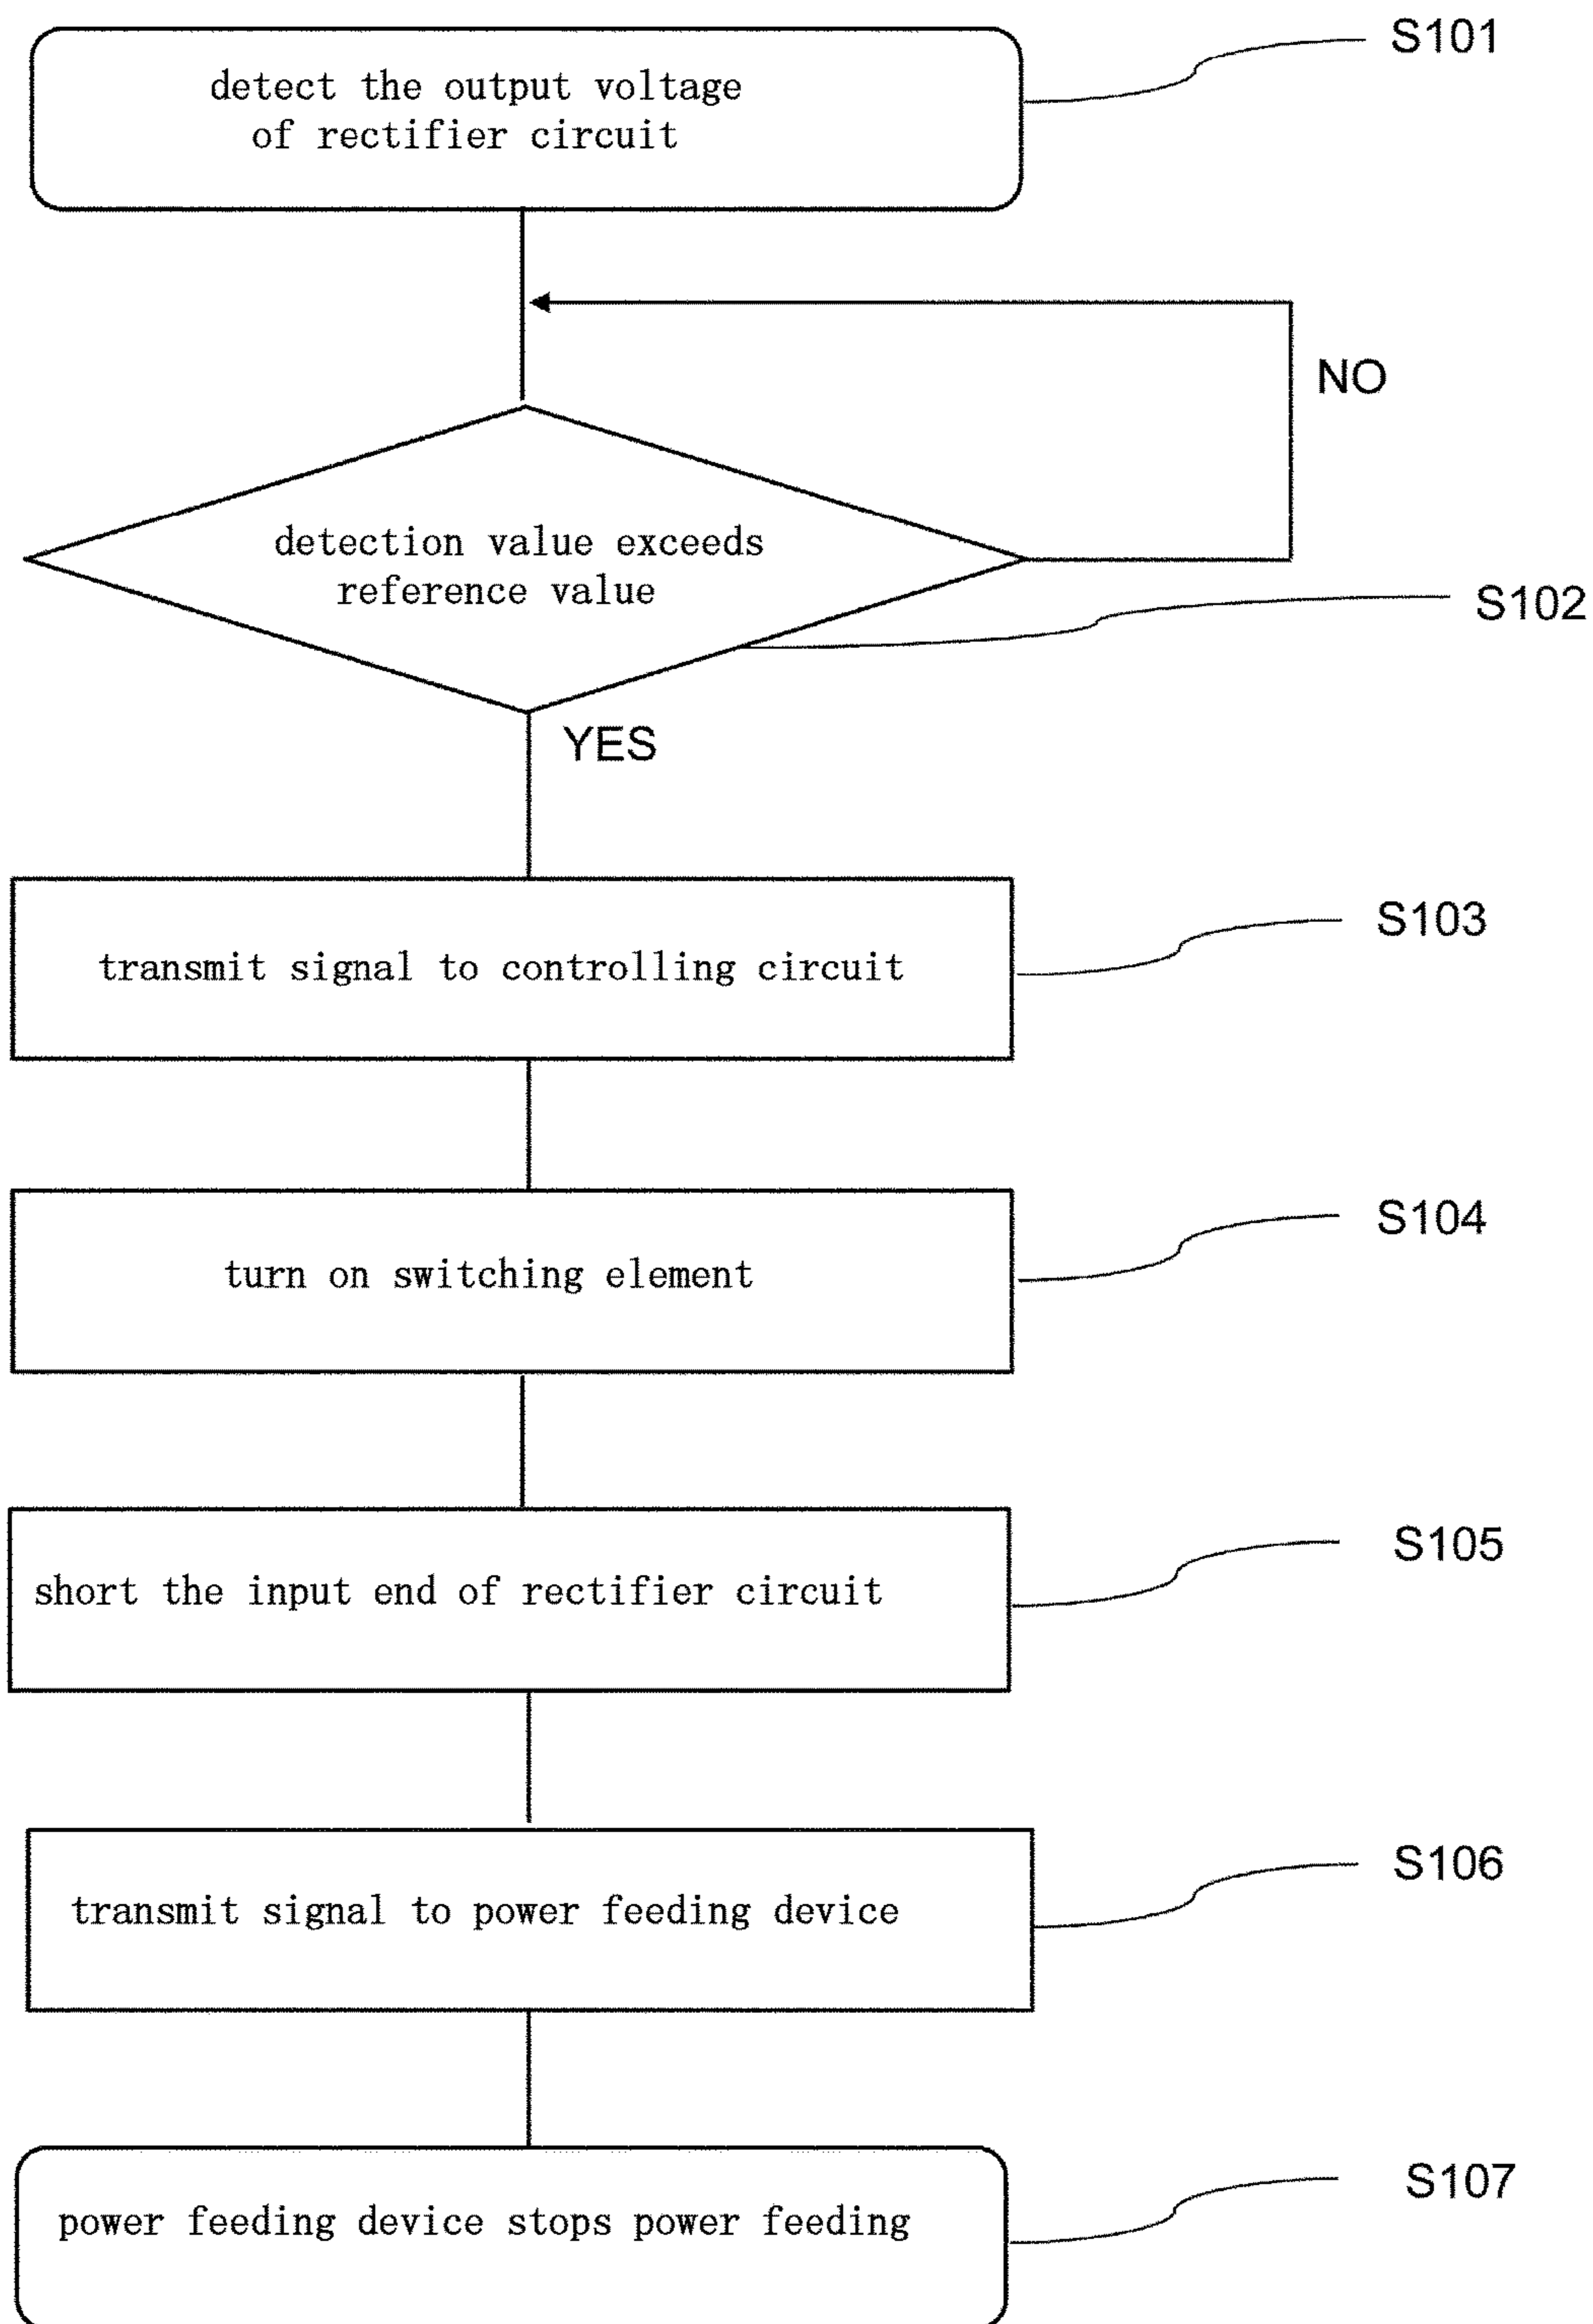 detect the output voltage
of rectifier circuit
S101
NO
detection value exceeds
reference value
S102
YES
transmit signal to controlling circuit
S103
turn on switching element
S104
short the input end of rectifier circuit
S105
transmit signal to power feeding device
S106
power feeding device stops power feeding
S107